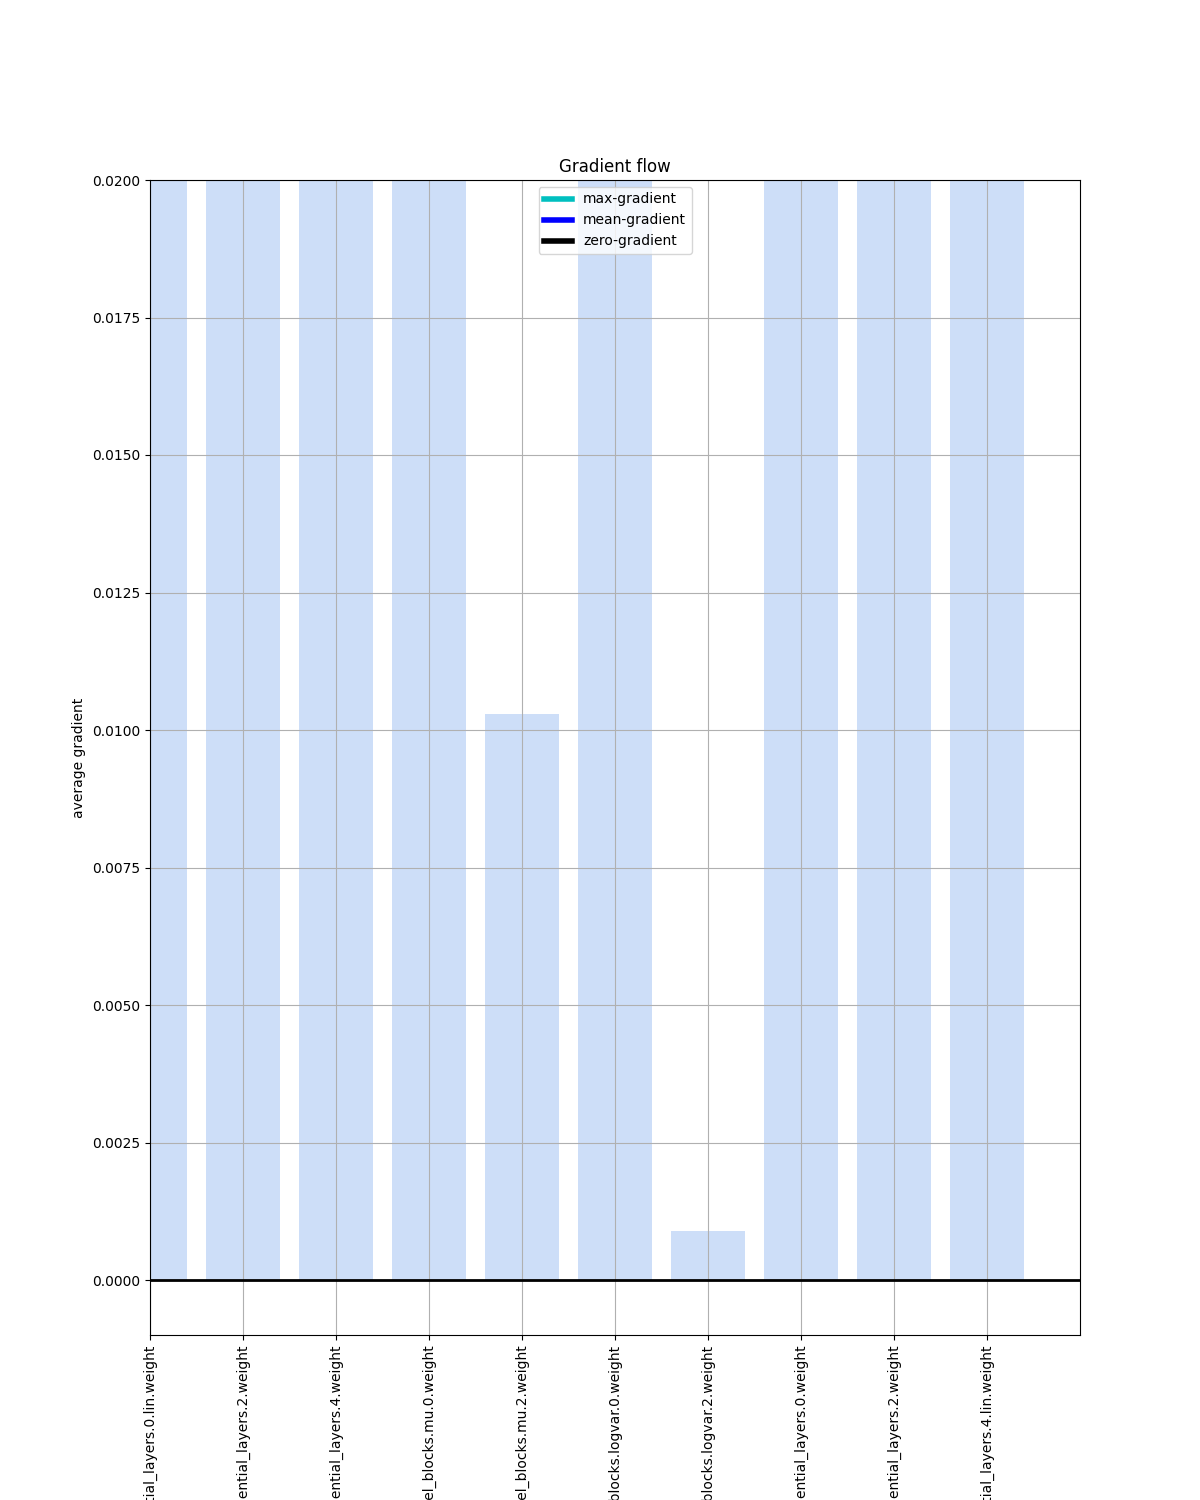 Gradient flow
max-gradient
mean-gradient
zero-gradient
0.0200
0.0175
0.0150
0.0125
0.0100
0.0075
0.0050
0.0025
0.0000
average gradient
tial_layers.0.lin.weight
ential_layers.2.weight
ential_layers.4.weight
el_blocks.mu.0.weight
el_blocks.mu.2.weight
blocks.logvar.0.weight
blocks.logvar.2.weight
ential_layers.0.weight
ential_layers.2.weight
tial_layers.4.lin.weight